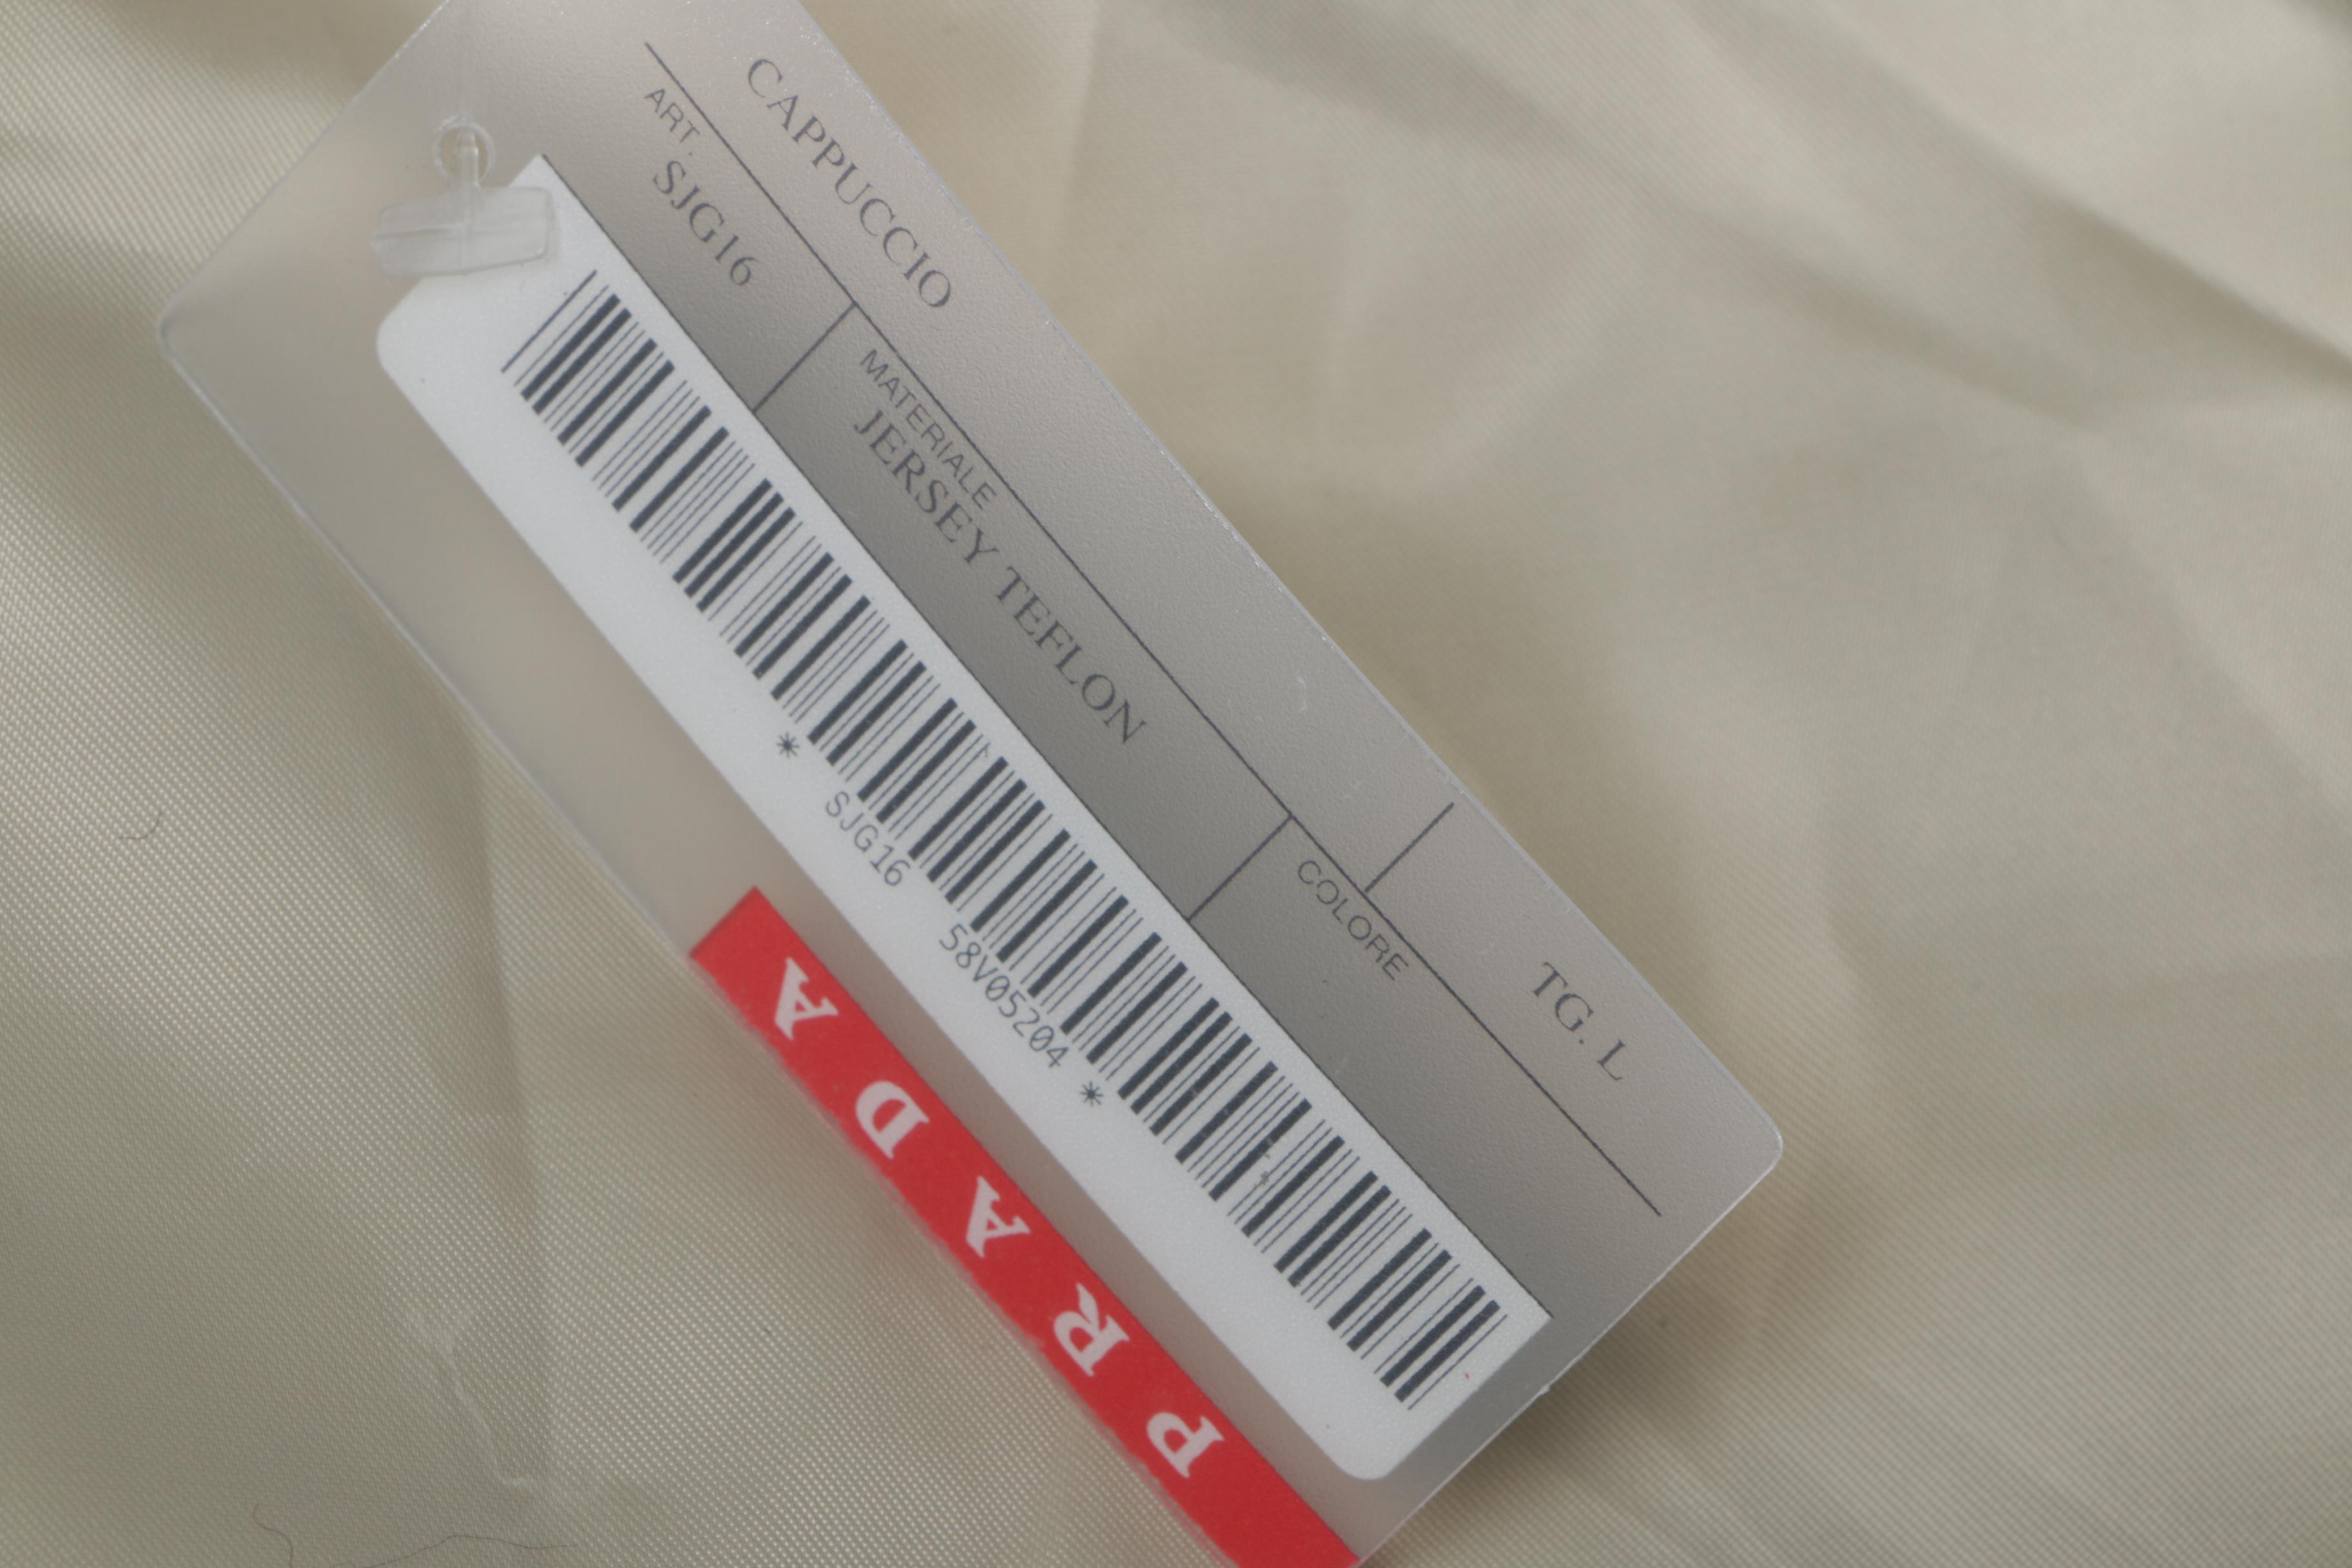 CAPPUCCIO
TG. L
ART.
SJG16
MATERIALE
JERSEY TEFLON
COLORE
* SJG16 58V05204 *
PRADA